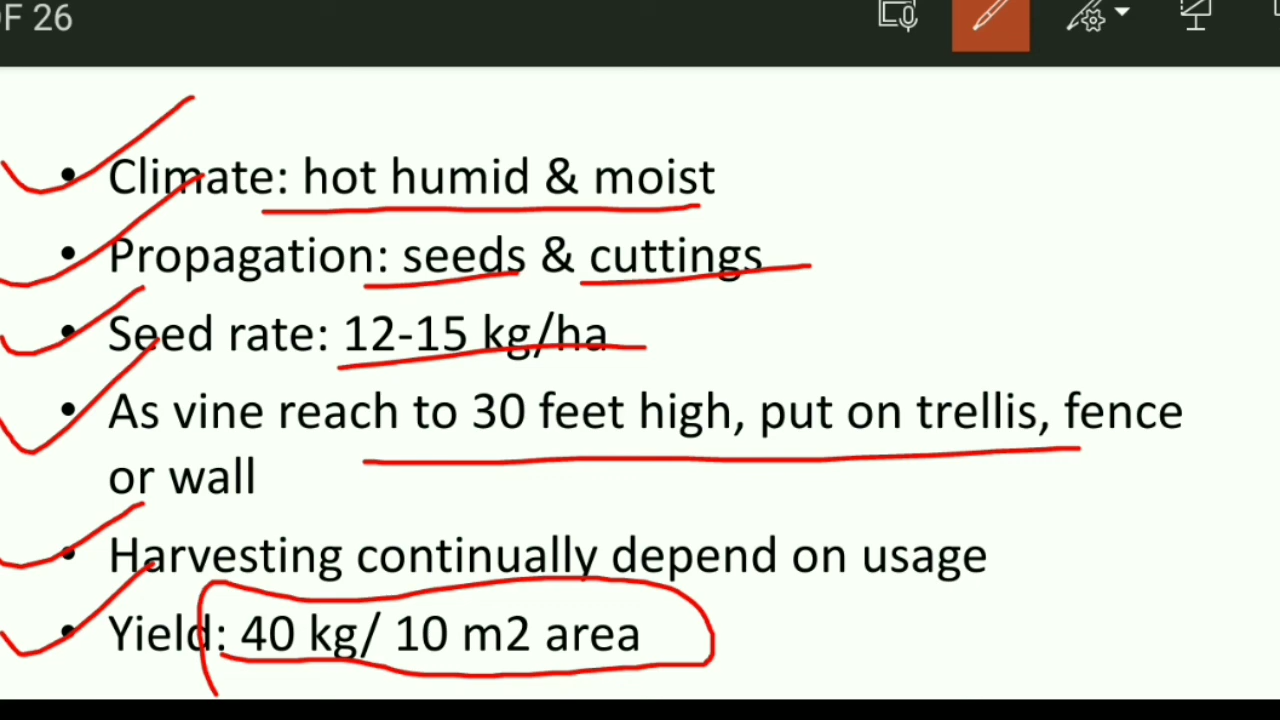 OF 26
• Climate: hot humid & moist
• Propagation: seeds & cuttings
• Seed rate: 12-15 kg/ha
• As vine reach to 30 feet high, put on trellis, fence
or wall
• Harvesting continually depend on usage
• Yield: 40 kg/ 10 m2 area